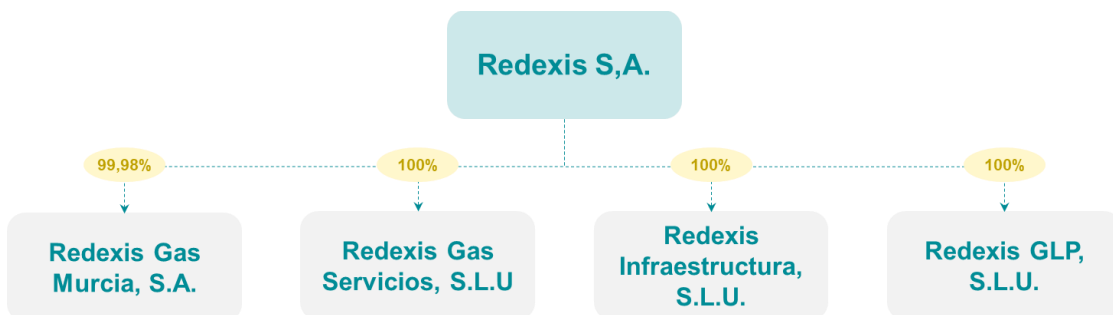 Redexis S,A.
99,98%
100%
100%
100%
Redexis Gas
Murcia, S.A.
Redexis Gas
Servicios, S.L.U
Redexis
Infraestructura,
S.L.U.
Redexis GLP,
S.L.U.